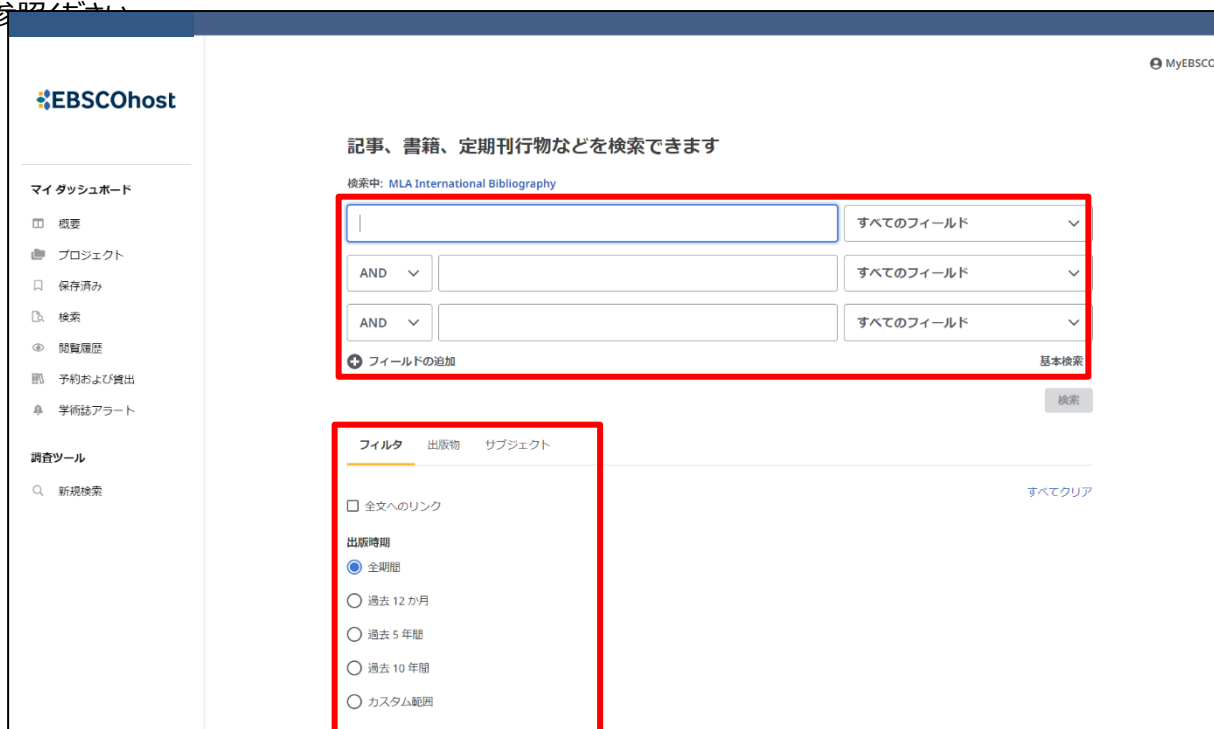 参照ください
MyEBSCO
EBSCOhost
記事、書籍、定期刊行物などを検索できます
検索中: MLA International Bibliography
マイ ダッシュボード
概要
プロジェクト
保存済み
検索
閲覧履歴
予約および貸出
学術誌アラート
調査ツール
新規検索
すべてのフィールド
AND
すべてのフィールド
AND
すべてのフィールド
フィールドの追加
基本検索
検索
フィルタ 出版物 サブジェクト
すべてクリア
全文へのリンク
出版時期
全期間
過去 12 か月
過去 5 年間
過去 10 年間
カスタム範囲